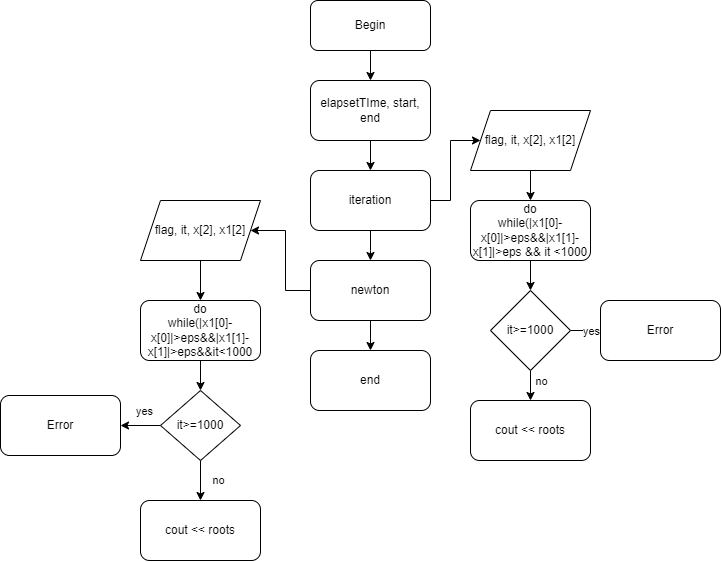 Begin
elapsetTIme, start,
end
flag, it, x[2], x1[2]
iteration
do
while(|x1[0]-
x[0]|>eps&&|x1[1]-
x[1]|>eps && it <1000
flag, it, x[2], x1[2]
newton
do
while(|x1[0]-
x[0]|>eps&&|x1[1]-
x[1]|>eps&&it<1000
it>=1000
yes
Error
end
no
cout << roots
Error
yes
it>=1000
no
cout << roots